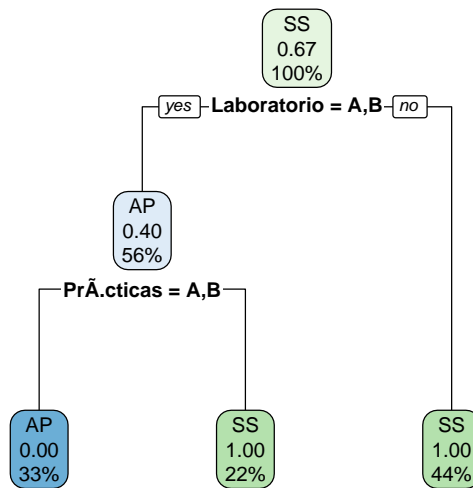 SS
0.67
100%
yes Laboratorio = A,B no
AP
0.40
56%
PrÃ.cticas = A,B
AP
0.00
33%
SS
1.00
22%
SS
1.00
44%